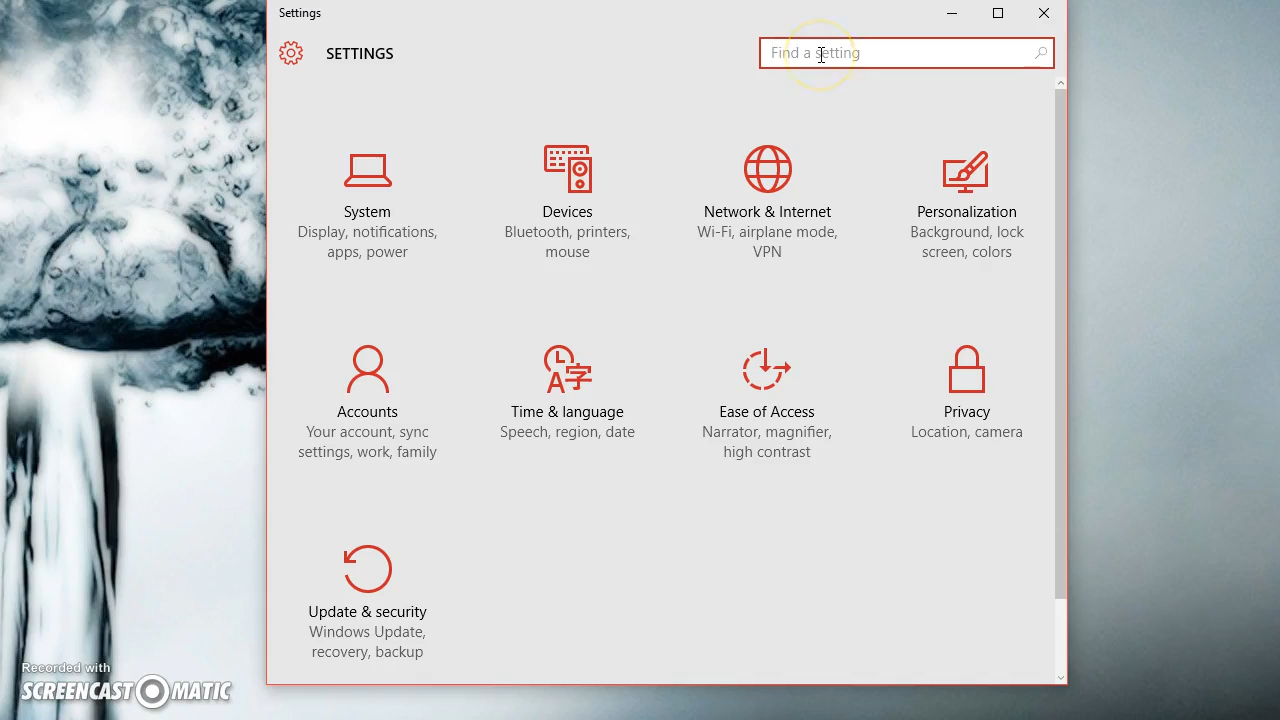 Settings
SETTINGS
Find a setting
System
Display, notifications,
apps, power
Devices
Bluetooth, printers,
mouse
Network & Internet
Wi-Fi, airplane mode,
VPN
Personalization
Background, lock
screen, colors
Accounts
Your account, sync
settings, work, family
A字
Time & language
Speech, region, date
Ease of Access
Narrator, magnifier,
high contrast
Privacy
Location, camera
Update & security
Windows Update,
recovery, backup
Recorded with
SCREENCAST MATIC